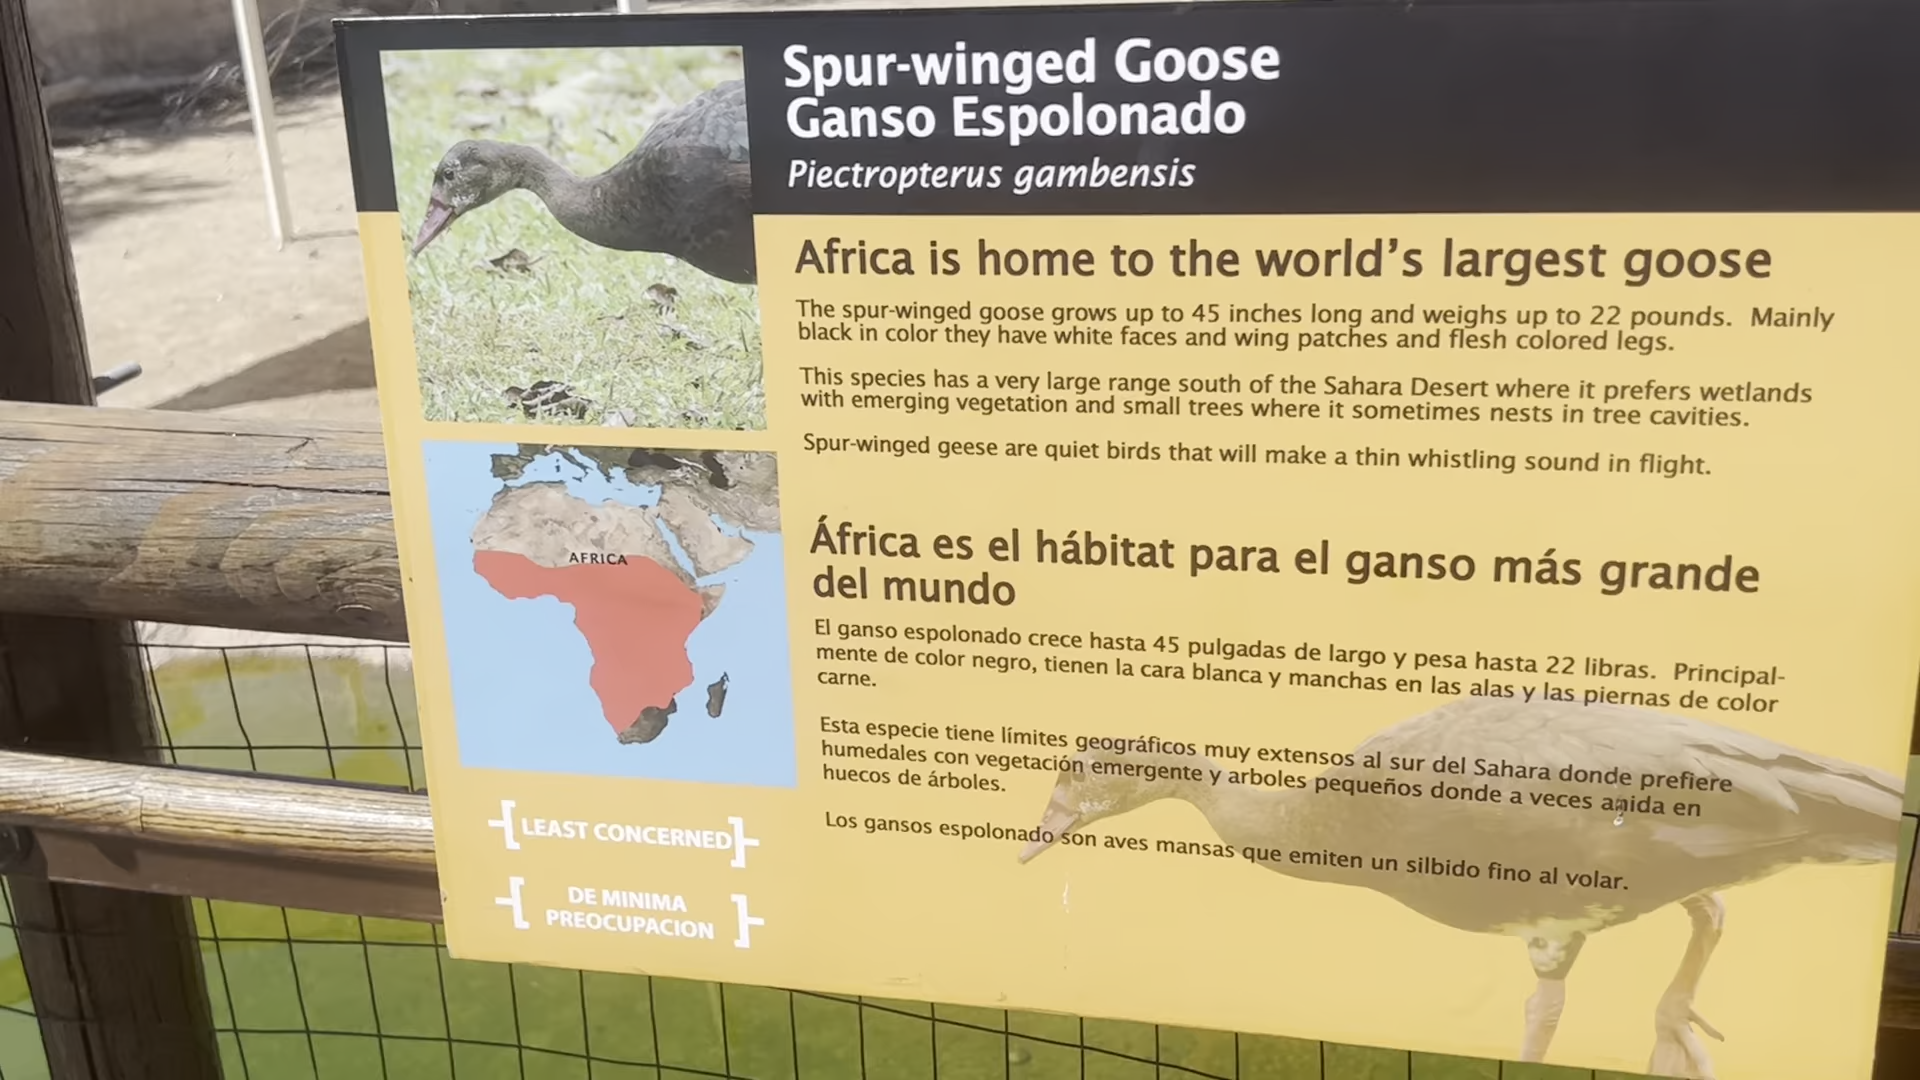 Spur-winged Goose
Ganso Espolonado
Piectropterus gambensis
Africa is home to the world's largest goose
The spur-winged goose grows up to 45 inches long and weighs up to 22 pounds. Mainly
black in color they have white faces and wing patches and flesh colored legs.
This species has a very large range south of the Sahara Desert where it prefers wetlands
with emerging vegetation and small trees where it sometimes nests in tree cavities.
Spur-winged geese are quiet birds that will make a thin whistling sound in flight.
África es el hábitat para el ganso más grande
del mundo
El ganso espolonado crece hasta 45 pulgadas de largo y pesa hasta 22 libras. Principal-
mente de color negro, tienen la cara blanca y manchas en las alas y las piernas de color
carne.
Esta especie tiene límites geográficos muy extensos al sur del Sahara donde prefiere
humedales con vegetación emergente y arboles pequeños donde a veces anida en
huecos de árboles.
Los gansos espolonado son aves mansas que emiten un silbido fino al volar.
AFRICA
LEAST CONCERNED
DE MINIMA
PREOCUPACION